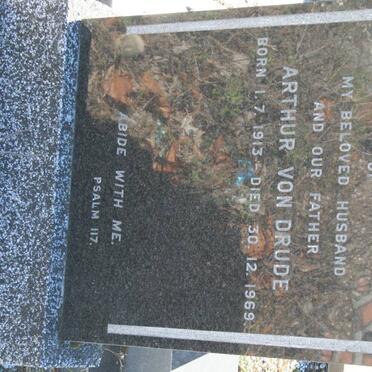 MY BELOVED HUSBAND
AND OUR FATHER
ARTHUR VON DRUDE
BORN 1.7.1913 - DIED 30.12.1969
ABIDE WITH ME.
PSALM 117.